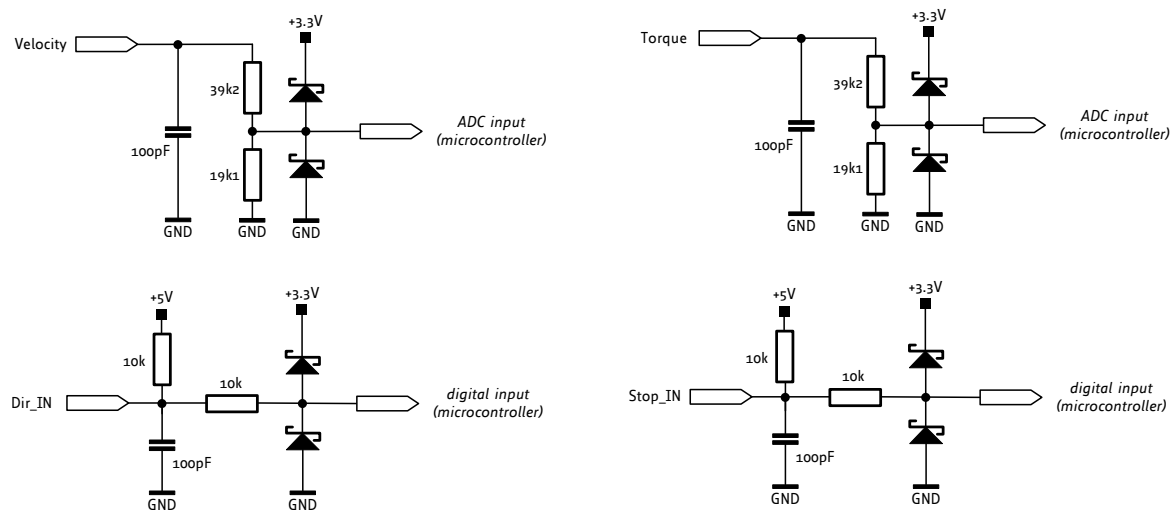 +3.3V
Velocity
39k2
ADC input
(microcontroller)
100pF
19k1
GND
GND
GND
+3.3V
Torque
39k2
ADC input
(microcontroller)
100pF
19k1
GND
GND
GND
+5V
+3.3V
10k
10k
Dir_IN
digital input
(microcontroller)
100pF
GND
GND
+5V
+3.3V
10k
10k
Stop_IN
digital input
(microcontroller)
100pF
GND
GND